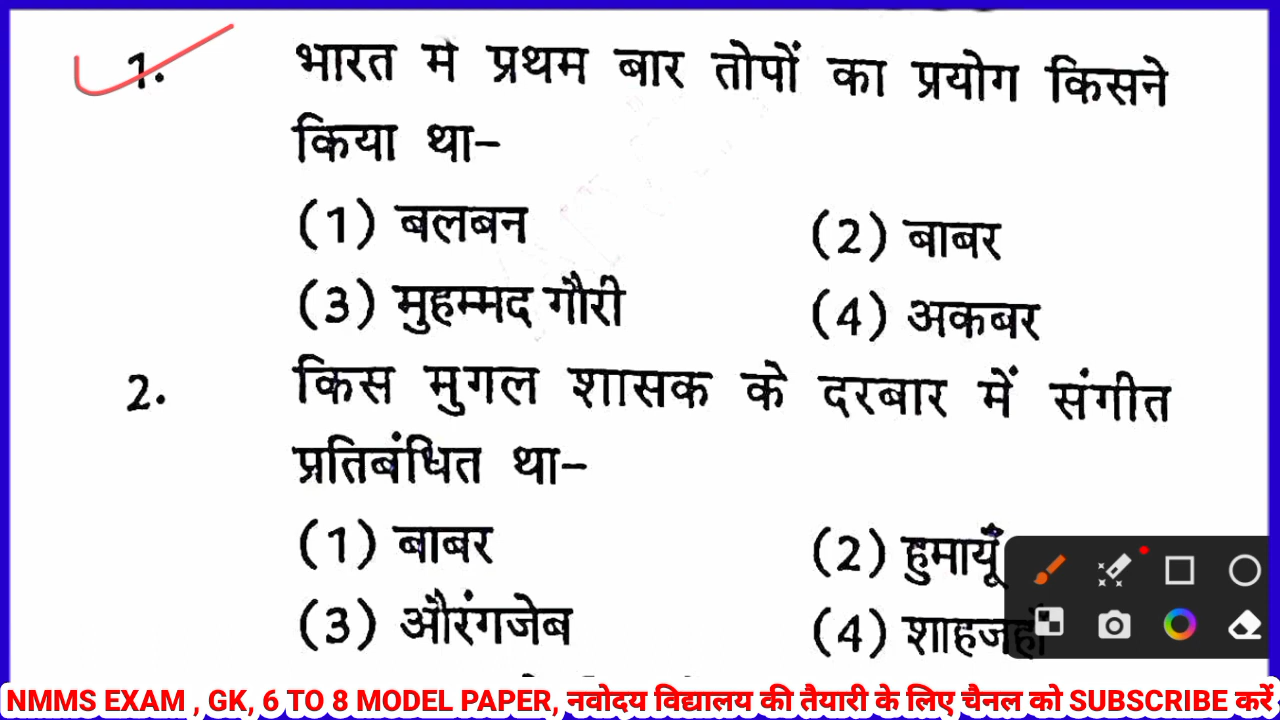 1. भारत में प्रथम बार तोपों का प्रयोग किसने
किया था-
(1) बलबन (2) बाबर
(3) मुहम्मद गौरी (4) अकबर
2. किस मुगल शासक के दरबार में संगीत
प्रतिबंधित था-
(1) बाबर (2) हुमायूँ
(3) औरंगजेब (4) शाहजहाँ
NMMS EXAM , GK, 6 TO 8 MODEL PAPER, नवोदय विद्यालय की तैयारी के लिए चैनल को SUBSCRIBE करें